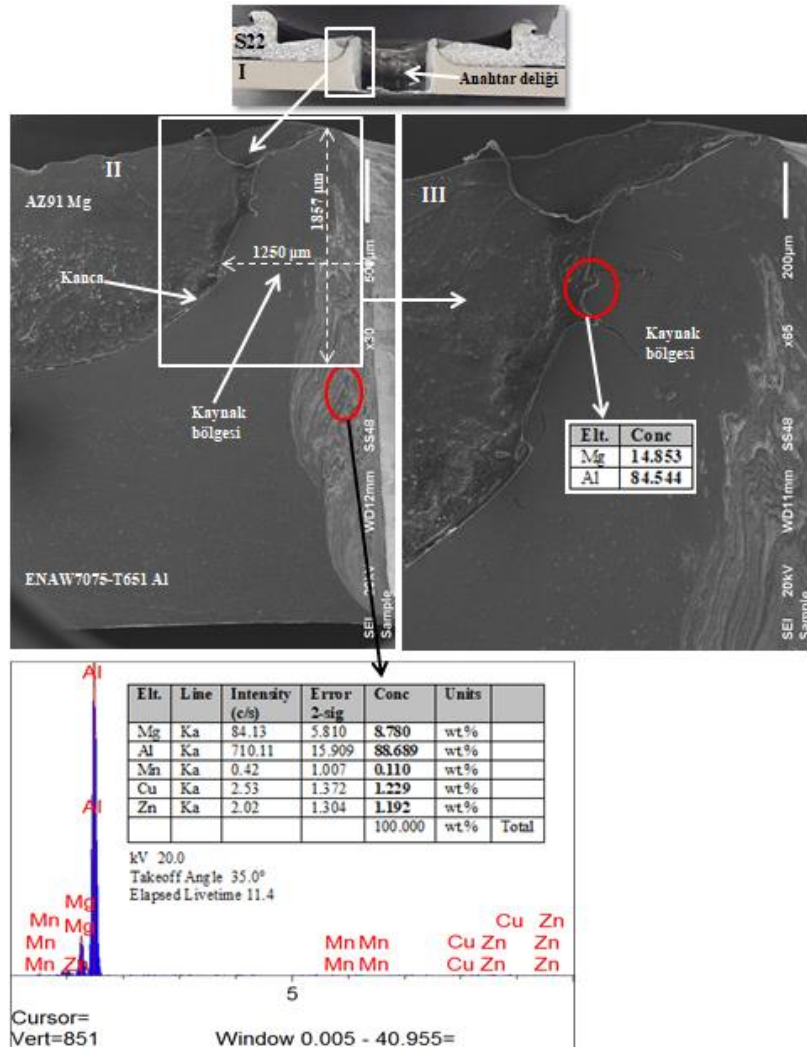 S22
I
Anahtar deliği
II
AZ91 Mg
1857 µm
1250 µm
Kanca
Kaynak
bölgesi
ENAW7075-T651 Al
500µm
x30
SS48
WD12mm
20kV
SEI
Sample
III
Kaynak
bölgesi
Elt. Conc
Mg 14.853
Al 84.544
200µm
x65
SS48
WD11mm
20kV
SEI
Sample
Al
Al
Elt. Line Intensity (c/s) Error 2-sig Conc Units
Mg Ka 84.13 5.810 8.780 wt.%
Al Ka 710.11 15.909 88.689 wt.%
Mn Ka 0.42 1.007 0.110 wt.%
Cu Ka 2.53 1.372 1.229 wt.%
Zn Ka 2.02 1.304 1.192 wt.%
100.000 wt.% Total
kV 20.0
Takeoff Angle 35.0°
Elapsed Livetime 11.4
Mg
Mn Mg Cu Zn
Mn Mn Mn Cu Zn Zn
Mn Zn Mn Mn Cu Zn Zn
5
Cursor=
Vert=851 Window 0.005 - 40.955=